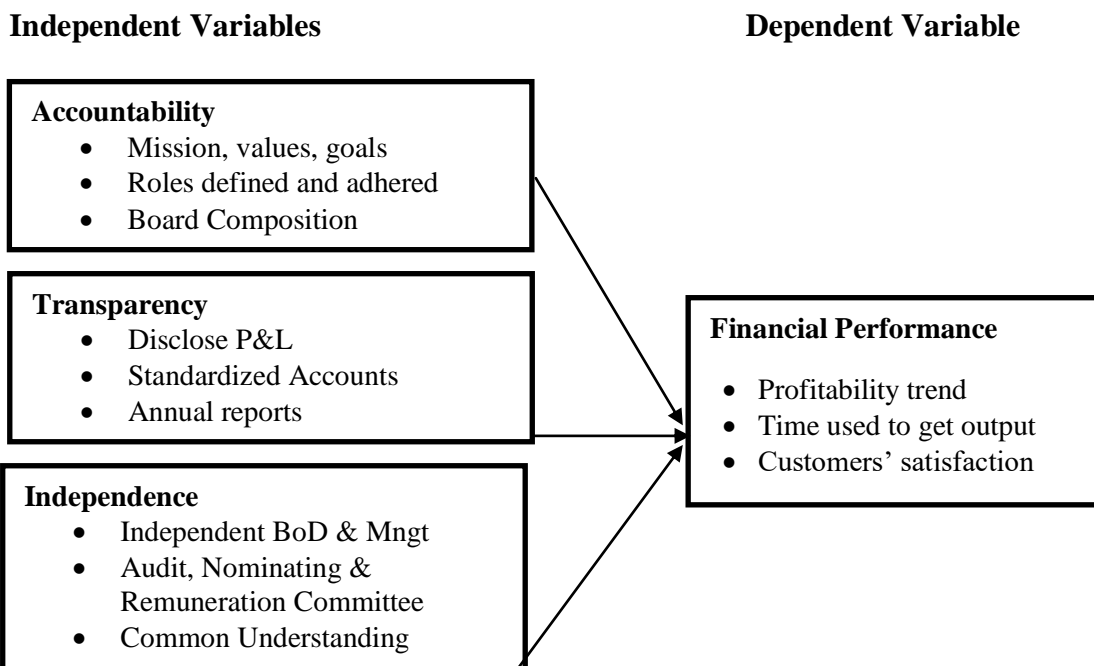 Independent Variables
Dependent Variable
Accountability
• Mission, values, goals
• Roles defined and adhered
• Board Composition
Transparency
• Disclose P&L
• Standardized Accounts
• Annual reports
Independence
• Independent BoD & Mngt
• Audit, Nominating &
Remuneration Committee
• Common Understanding
Financial Performance
• Profitability trend
• Time used to get output
• Customers’ satisfaction